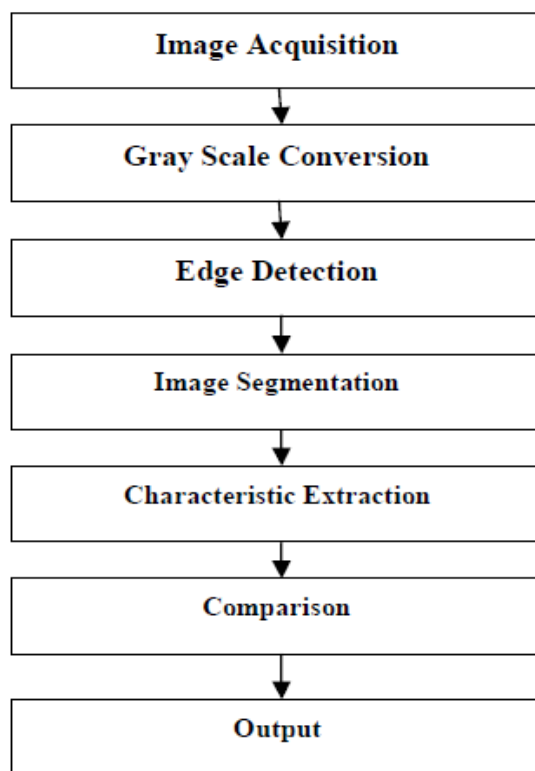 Image Acquisition
Gray Scale Conversion
Edge Detection
Image Segmentation
Characteristic Extraction
Comparison
Output